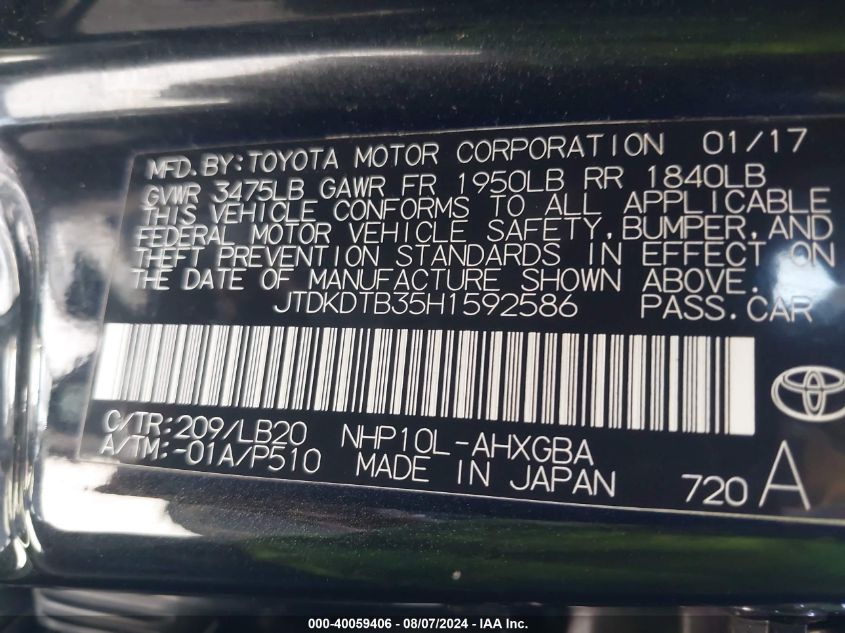 MFD.BY:TOYOTA MOTOR CORPORATION 01/17
GVWR 3475LB GAWR FR 1950LB RR 1840LB
THIS VEHICLE CONFORMS TO ALL APPLICABLE
FEDERAL MOTOR VEHICLE SAFETY,BUMPER,AND
THEFT PREVENTION STANDARDS IN EFFECT ON
THE DATE OF MANUFACTURE SHOWN ABOVE.
JTDKDTB35H1592586 PASS.CAR
C/TR:209/LB20 NHP10L-AHXGBA
A/TM:-01A/P510 MADE IN JAPAN 720 A
000-40059406 - 08/07/2024 - IAA Inc.